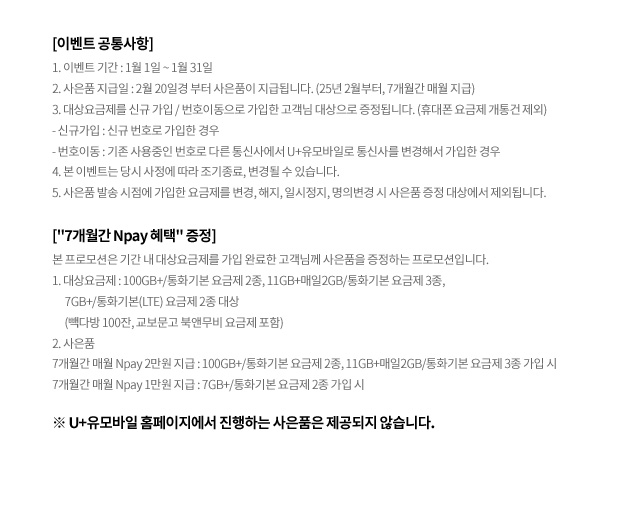 [이벤트 공통사항]
1. 이벤트 기간 : 1월 1일 ~ 1월 31일
2. 사은품 지급일 : 2월 20일경 부터 사은품이 지급됩니다. (25년 2월부터, 7개월간 매월 지급)
3. 대상요금제를 신규 가입 / 번호이동으로 가입한 고객님 대상으로 증정됩니다. (휴대폰 요금제 개통건 제외)
- 신규가입 : 신규 번호로 가입한 경우
- 번호이동 : 기존 사용중인 번호로 다른 통신사에서 U+유모바일로 통신사를 변경해서 가입한 경우
4. 본 이벤트는 당시 사정에 따라 조기종료, 변경될 수 있습니다.
5. 사은품 발송 시점에 가입한 요금제를 변경, 해지, 일시정지, 명의변경 시 사은품 증정 대상에서 제외됩니다.
["7개월간 Npay 혜택" 증정]
본 프로모션은 기간 내 대상요금제를 가입 완료한 고객님께 사은품을 증정하는 프로모션입니다.
1. 대상요금제 : 100GB+/통화기본 요금제 2종, 11GB+매일2GB/통화기본 요금제 3종,
7GB+/통화기본(LTE) 요금제 2종 대상
(빽다방 100잔, 교보문고 북앤무비 요금제 포함)
2. 사은품
7개월간 매월 Npay 2만원 지급 : 100GB+/통화기본 요금제 2종, 11GB+매일2GB/통화기본 요금제 3종 가입 시
7개월간 매월 Npay 1만원 지급 : 7GB+/통화기본 요금제 2종 가입 시
※ U+유모바일 홈페이지에서 진행하는 사은품은 제공되지 않습니다.